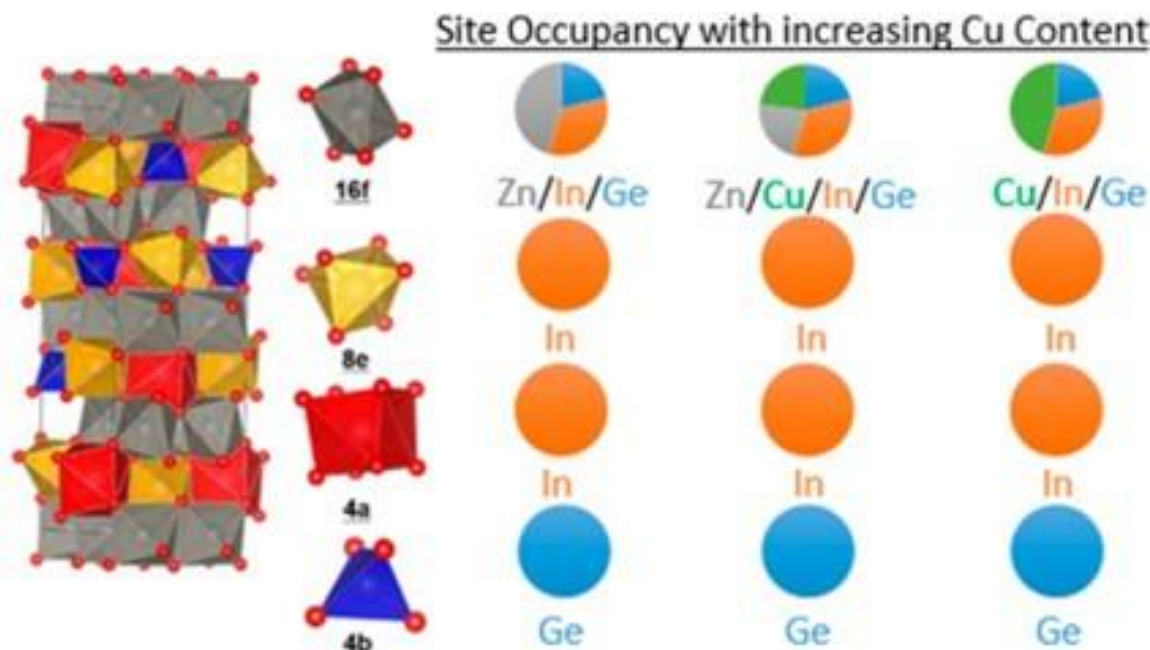 Site Occupancy with increasing Cu Content
16f
Zn/In/Ge
Zn/Cu/In/Ge
Cu/In/Ge
8e
In
In
In
4a
In
In
In
4b
Ge
Ge
Ge